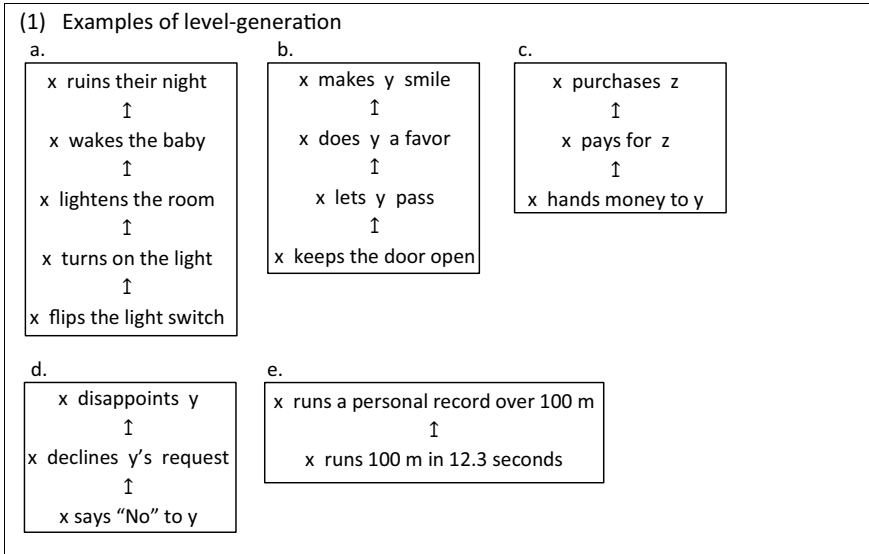 (1) Examples of level-generation
a.
x ruins their night
↥
x wakes the baby
↥
x lightens the room
↥
x turns on the light
↥
x flips the light switch
b.
x makes y smile
↥
x does y a favor
↥
x lets y pass
↥
x keeps the door open
c.
x purchases z
↥
x pays for z
↥
x hands money to y
d.
x disappoints y
↥
x declines y’s request
↥
x says “No” to y
e.
x runs a personal record over 100 m
↥
x runs 100 m in 12.3 seconds